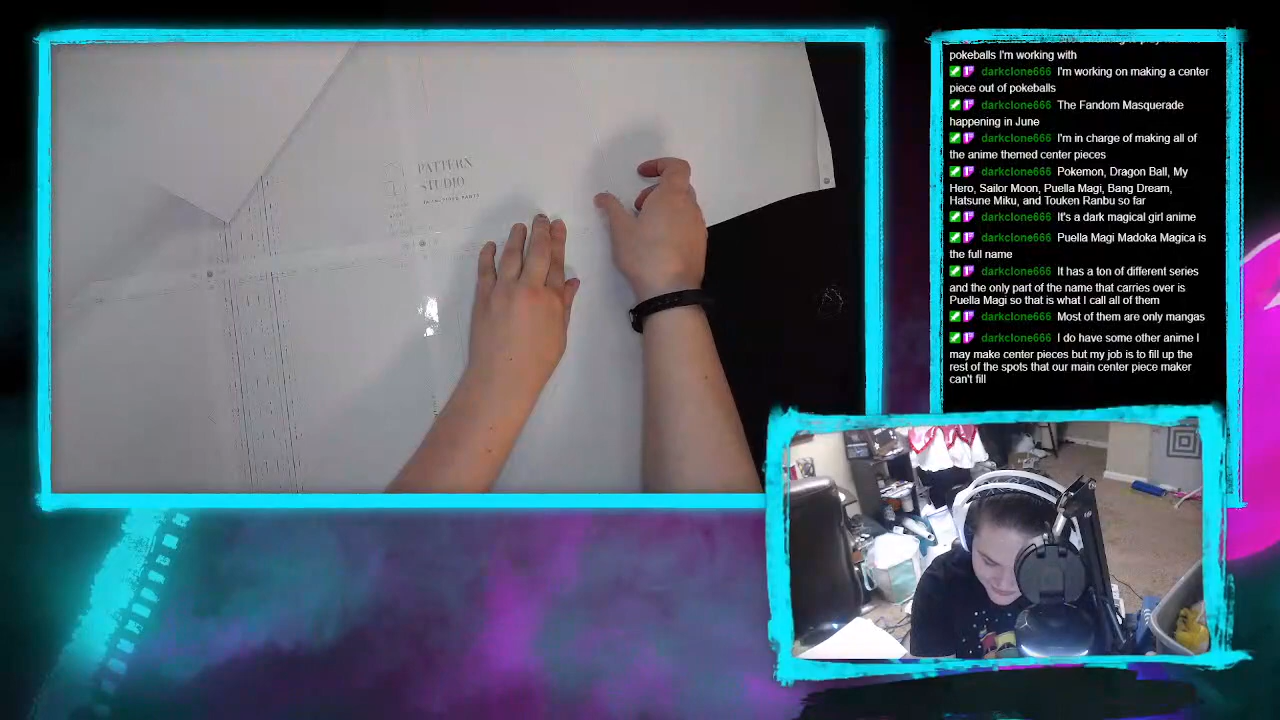 pokeballs I'm working with
darkclone666 I'm working on making a center
piece out of pokeballs
darkclone666 The Fandom Masquerade
happening in June
darkclone666 I'm in charge of making all of
the anime themed center pieces
darkclone666 Pokemon, Dragon Ball, My
Hero, Sailor Moon, Puella Magi, Bang Dream,
Hatsune Miku, and Touken Ranbu so far
darkclone666 It's a dark magical girl anime
darkclone666 Puella Magi Madoka Magica is
the full name
darkclone666 It has a ton of different series
and the only part of the name that carries over is
Puella Magi so that is what I call all of them
darkclone666 Most of them are only mangas
darkclone666 I do have some other anime I
may make center pieces but my job is to fill up the
rest of the spots that our main center piece maker
can't fill
PATTERN
STUDIO